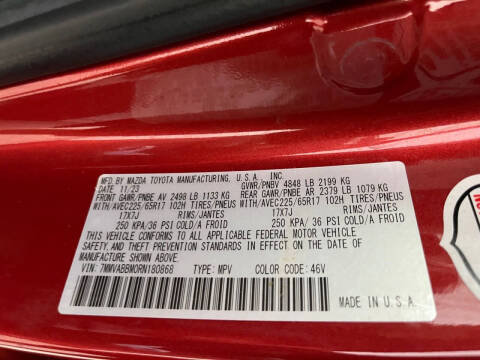 MFD. BY MAZDA TOYOTA MANUFACTURING, U.S.A., INC.
DATE 11/23 GVWR/PNBV 4848 LB 2199 KG
FRONT GAWR/PNBE AV 2498 LB 1133 KG REAR GAWR/PNBE AR 2379 LB 1079 KG
WITH/AVEC225/65R17 102H TIRES/PNEUS WITH/AVEC225/65R17 102H TIRES/PNEUS
17X7J RIMS/JANTES 17X7J RIMS/JANTES
250 KPA/36 PSI COLD/A FROID 250 KPA/36 PSI COLD/A FROID
THIS VEHICLE CONFORMS TO ALL APPLICABLE FEDERAL MOTOR VEHICLE
SAFETY, AND THEFT PREVENTION STANDARDS IN EFFECT ON THE DATE OF
MANUFACTURE SHOWN ABOVE.
VIN: 7MMVABBM0RN180868 TYPE: MPV COLOR CODE: 46V
MADE IN U.S.A.